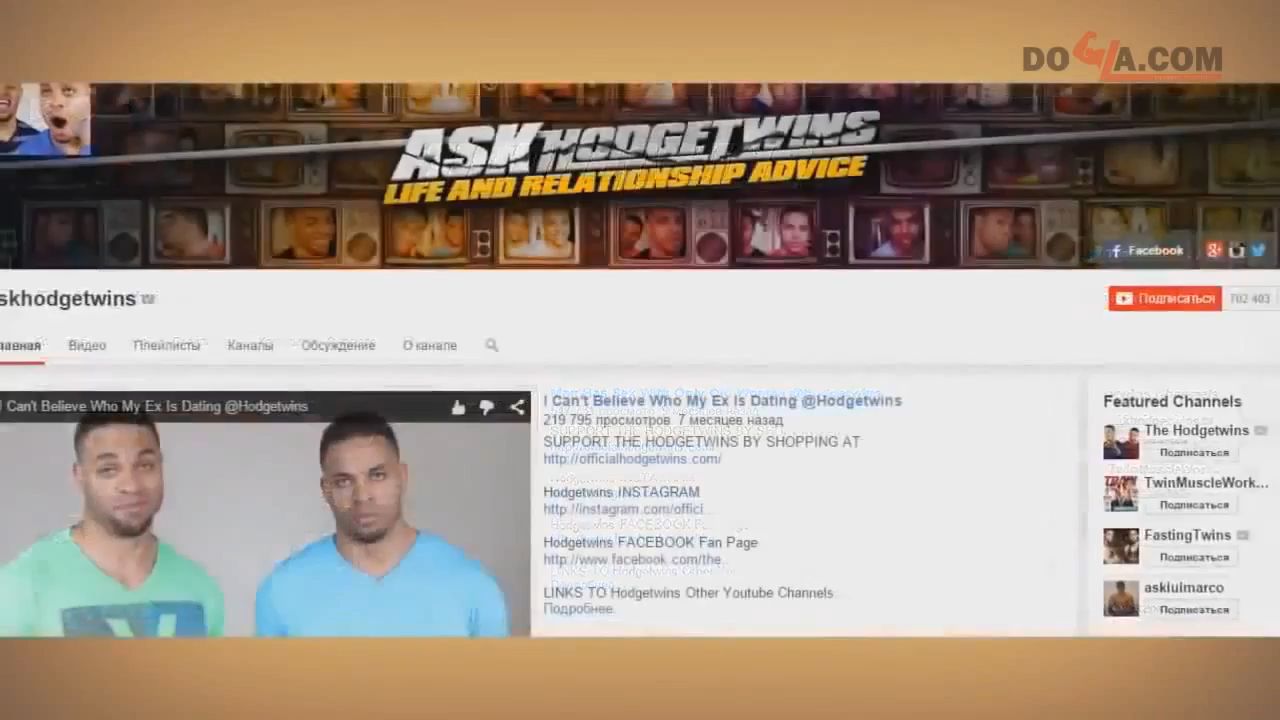 DO4A.COM
ASKHODGETWINS
LIFE AND RELATIONSHIP ADVICE
Facebook
skhodgetwins
Подписаться
702 403
лавная Видео Плейлисты Каналы Обсуждение О канале
I Can't Believe Who My Ex Is Dating @Hodgetwins
I Can't Believe Who My Ex Is Dating @Hodgetwins
219 795 просмотров 7 месяцев назад
SUPPORT THE HODGETWINS BY SHOPPING AT
http://officialhodgetwins.com/
Hodgetwins INSTAGRAM
http://instagram.com/offici...
Hodgetwins FACEBOOK Fan Page
http://www.facebook.com/the...
LINKS TO Hodgetwins Other Youtube Channels
Подробнее...
Featured Channels
The Hodgetwins
Подписаться
TwinMuscleWork...
Подписаться
FastingTwins
Подписаться
askluimarco
Подписаться